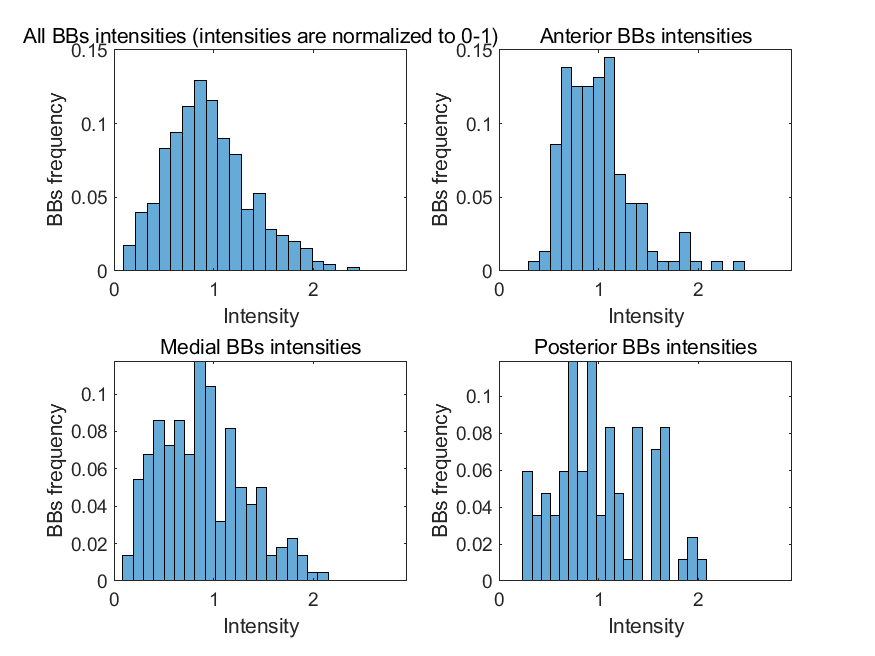 All BBs intensities (intensities are normalized to 0-1)
BBs frequency
0.15
0.1
0.05
0
0 1 2
Intensity
Anterior BBs intensities
BBs frequency
0.15
0.1
0.05
0
0 1 2
Intensity
Medial BBs intensities
BBs frequency
0.1
0.08
0.06
0.04
0.02
0
0 1 2
Intensity
Posterior BBs intensities
BBs frequency
0.1
0.08
0.06
0.04
0.02
0
0 1 2
Intensity